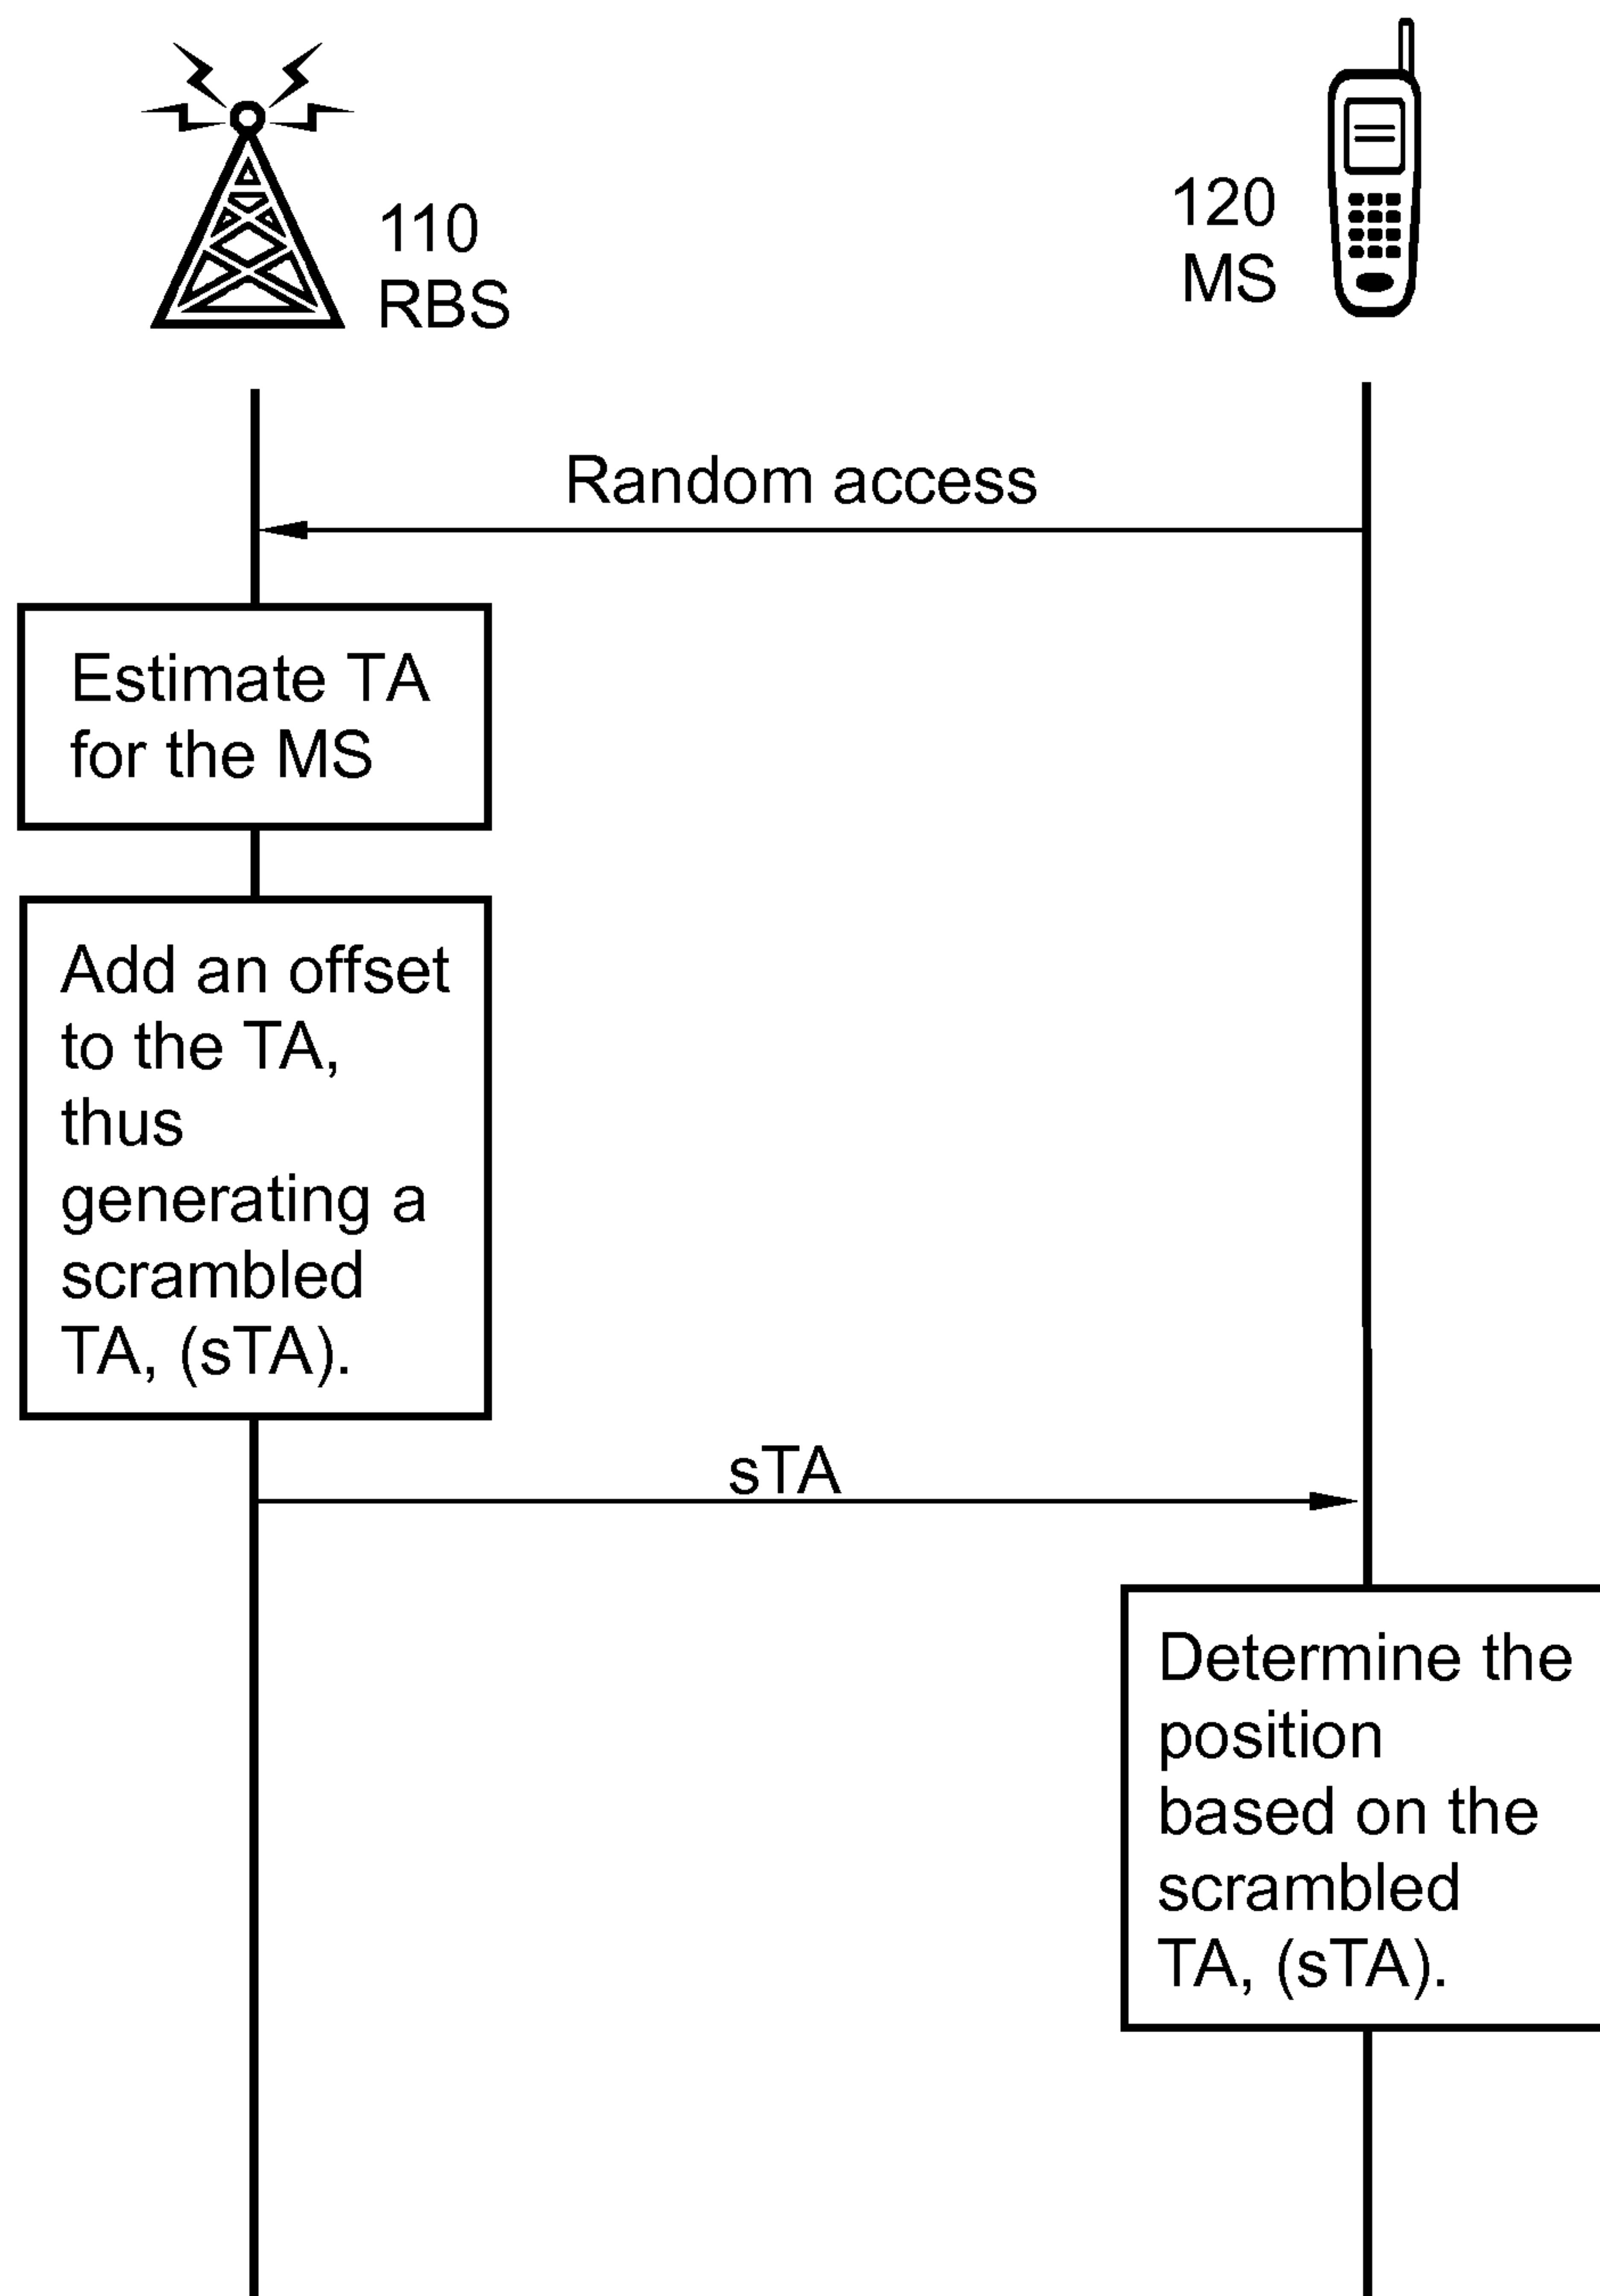 110
RBS
120
MS
Random access
Estimate TA
for the MS
Add an offset
to the TA,
thus
generating a
scrambled
TA, (sTA).
sTA
Determine the
position
based on the
scrambled
TA, (sTA).